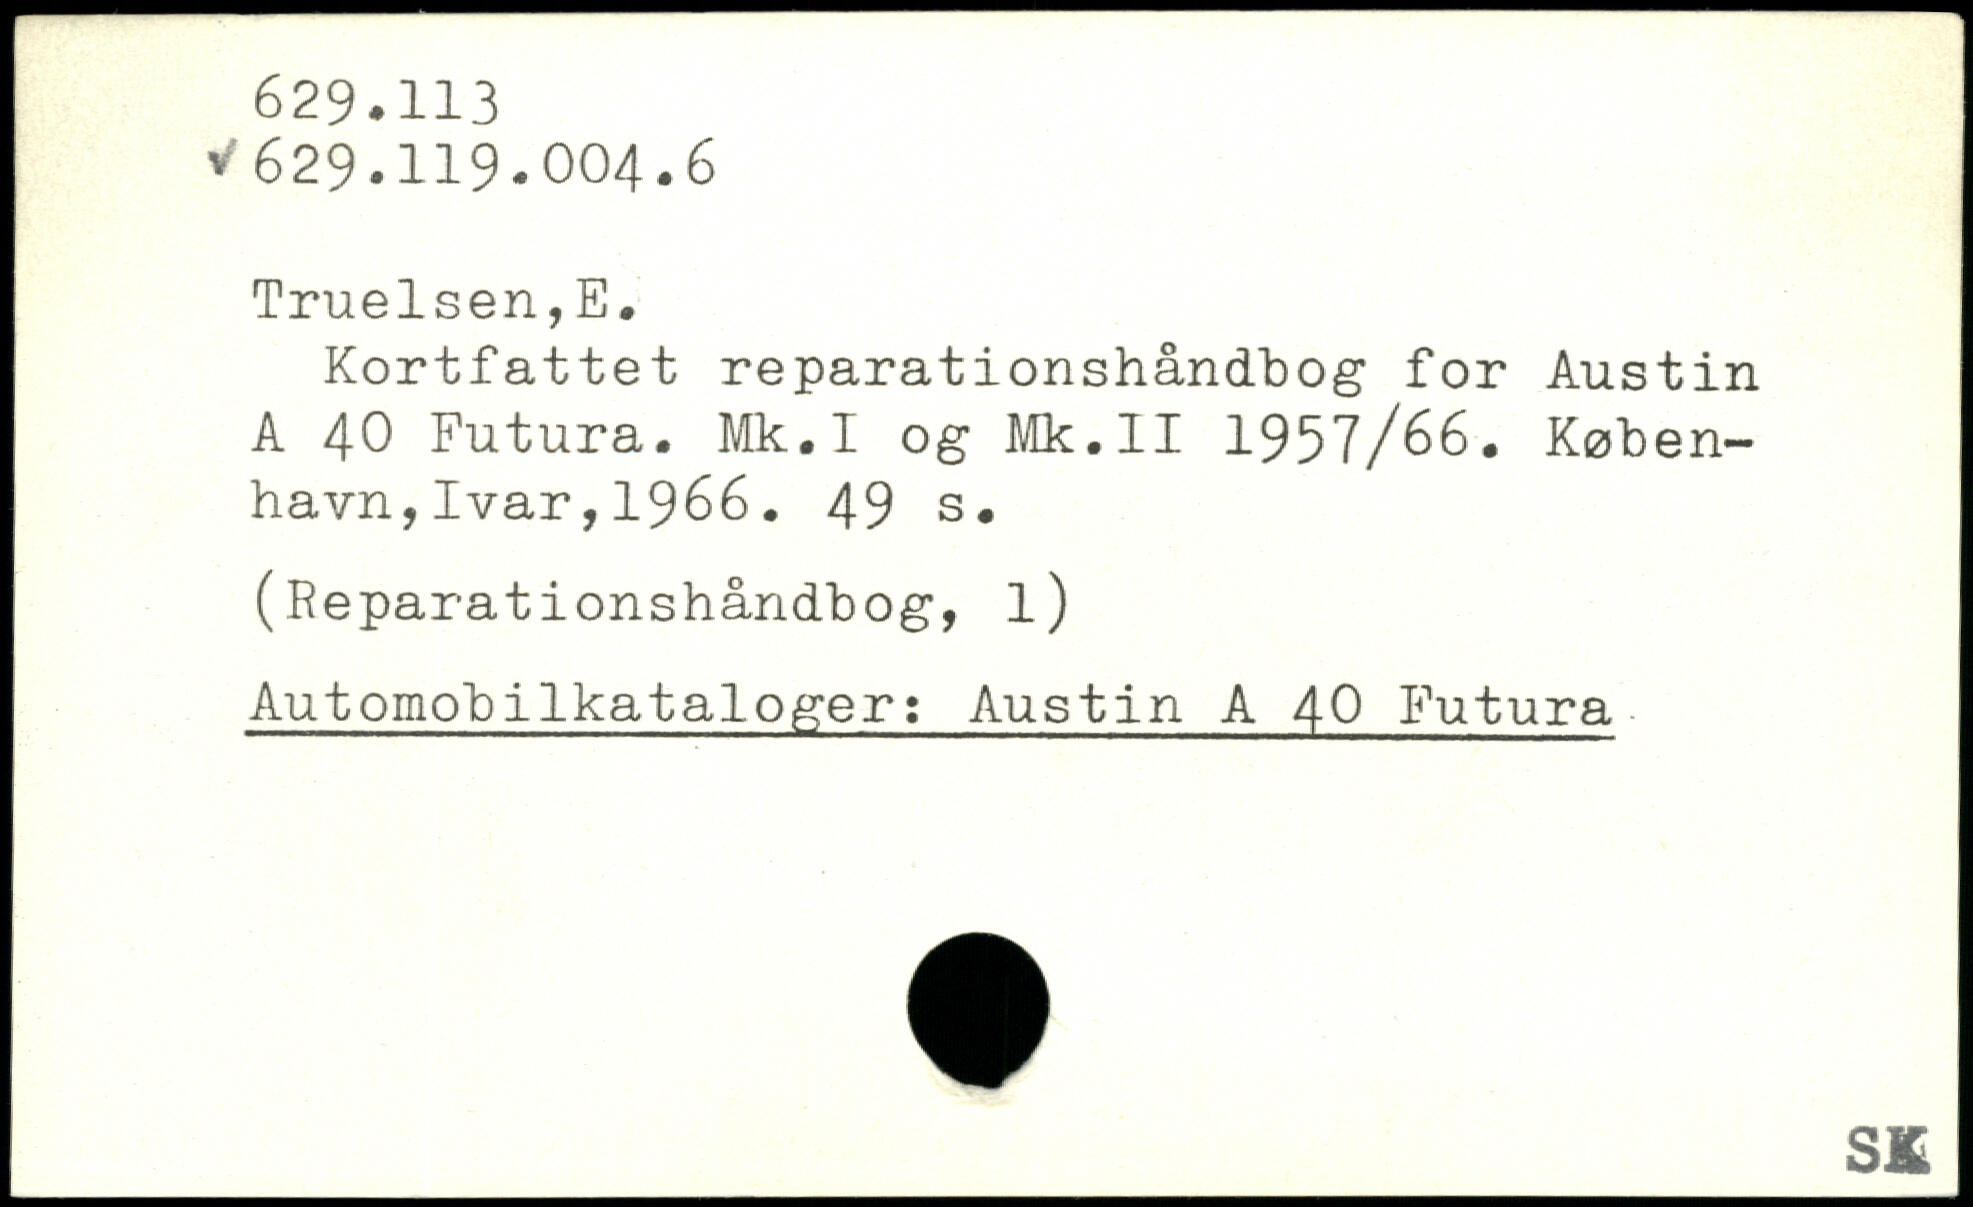 629.113
✓ 629.119.004.6
Truelsen,E.
Kortfattet reparationshåndbog for Austin
A 40 Futura. Mk.I og Mk.II 1957/66. Køben-
havn,Ivar,1966. 49 s.
(Reparationshåndbog, 1)
Automobilkataloger: Austin A 40 Futura
SK